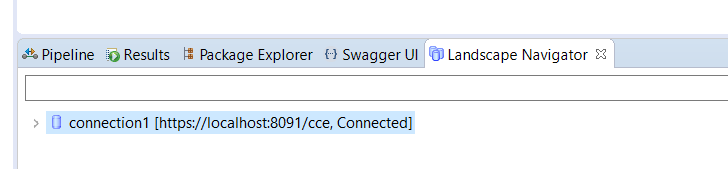 Pipeline Results Package Explorer Swagger UI Landscape Navigator
connection1 [https://localhost:8091/cce, Connected]